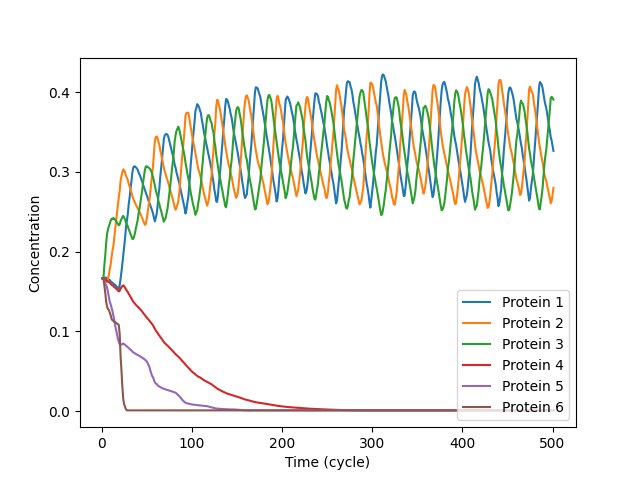 Concentration
0.4
0.3
0.2
0.1
0.0
Protein 1
Protein 2
Protein 3
Protein 4
Protein 5
Protein 6
0 100 200 300 400 500
Time (cycle)